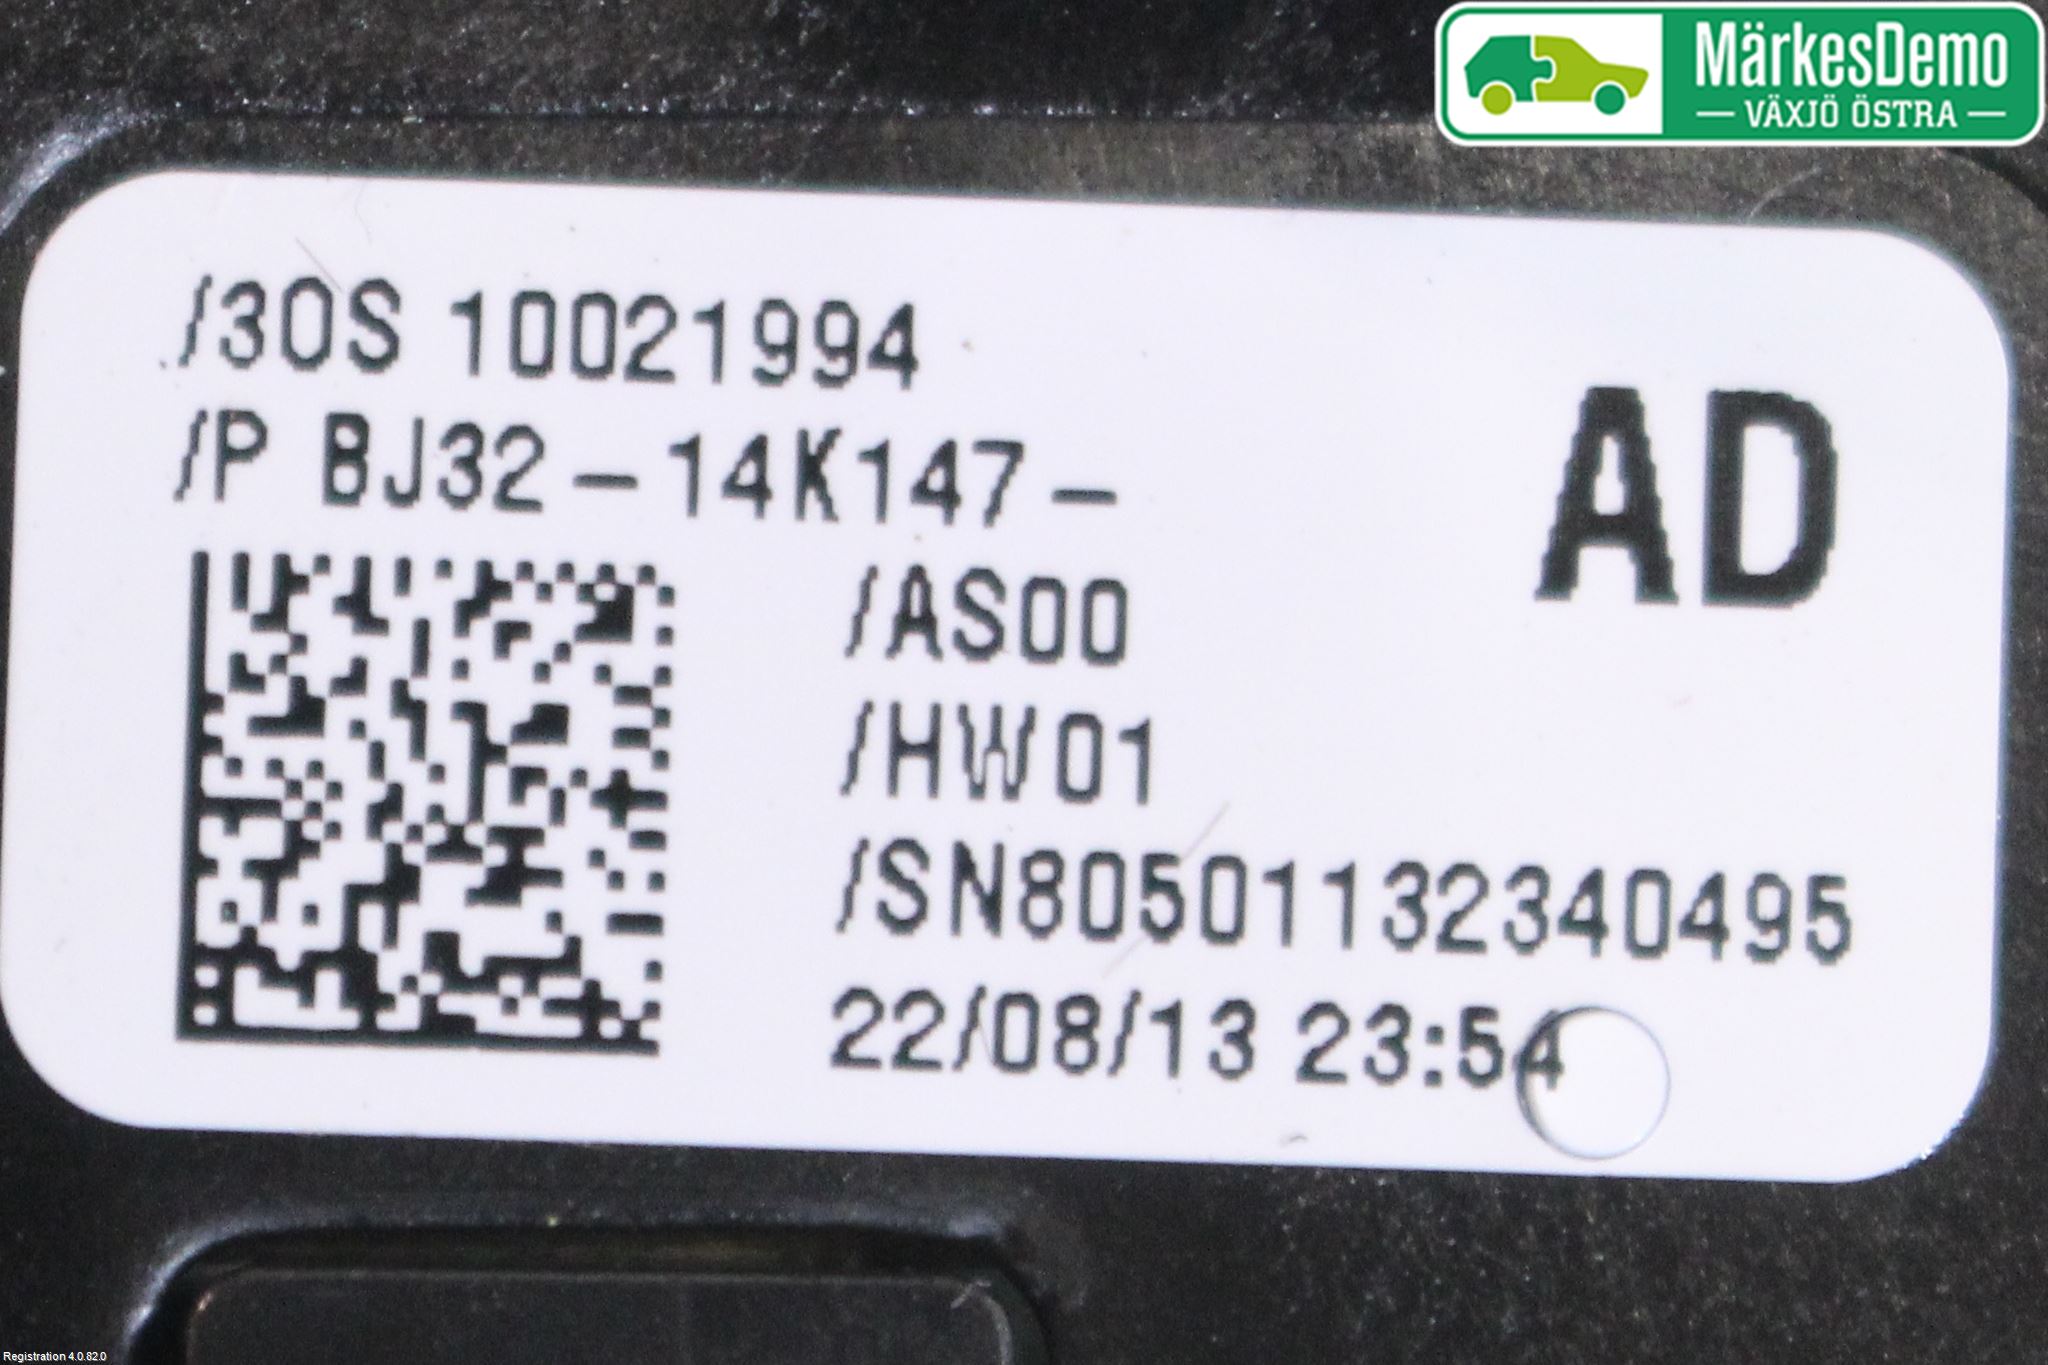 MärkesDemo
VÄXJÖ ÖSTRA
/30S 10021994
/P BJ32-14K147-
AD
/AS00
/HW01
/SN80501132340495
22/08/13 23:54
Registration 4.0.82.0